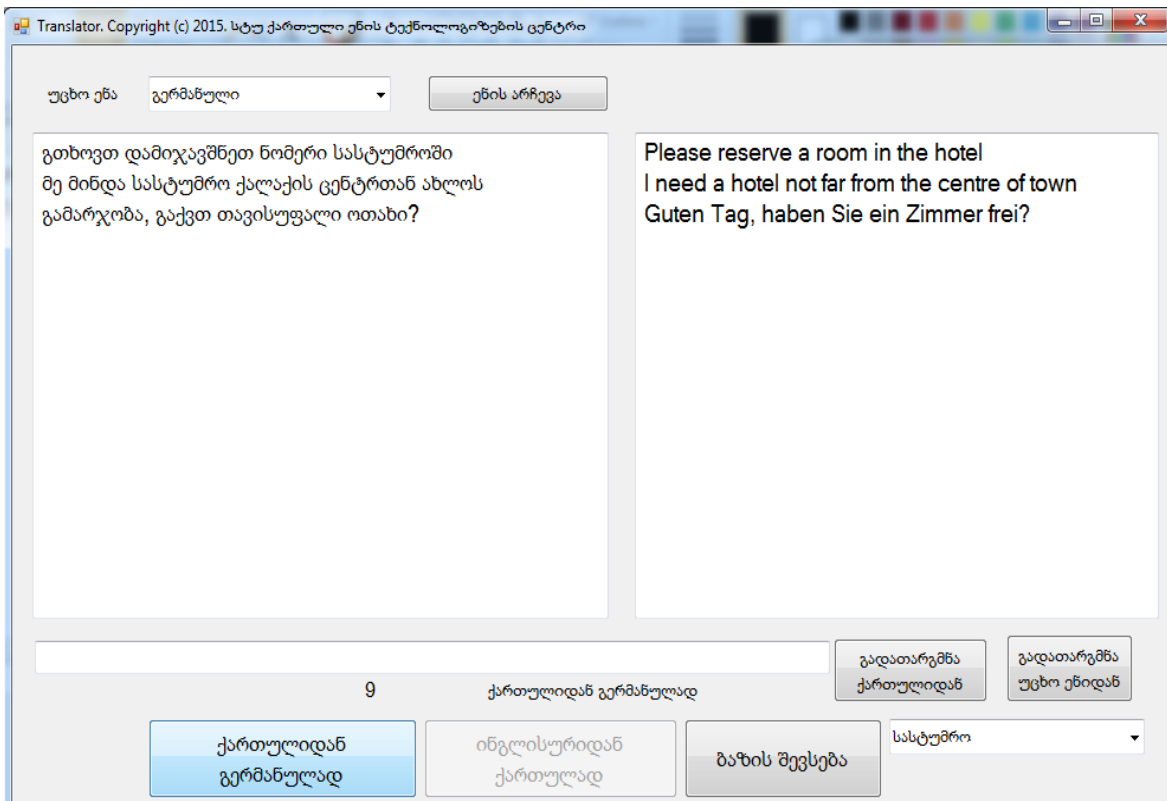 Translator. Copyright (c) 2015. სტუ ქართული ენის ტექნოლოგიზების ცენტრი
უცხო ენა
გერმანული
ენის არჩევა
გთხოვთ დამიჯავშნეთ ნომერი სასტუმროში
მე მინდა სასტუმრო ქალაქის ცენტრთან ახლოს
გამარჯობა, გაქვთ თავისუფალი ოთახი?
Please reserve a room in the hotel
I need a hotel not far from the centre of town
Guten Tag, haben Sie ein Zimmer frei?
გადათარგმნა
ქართულიდან
გადათარგმნა
უცხო ენიდან
9
ქართულიდან გერმანულად
ქართულიდან
გერმანულად
ინგლისურიდან
ქართულად
ბაზის შევსება
სასტუმრო